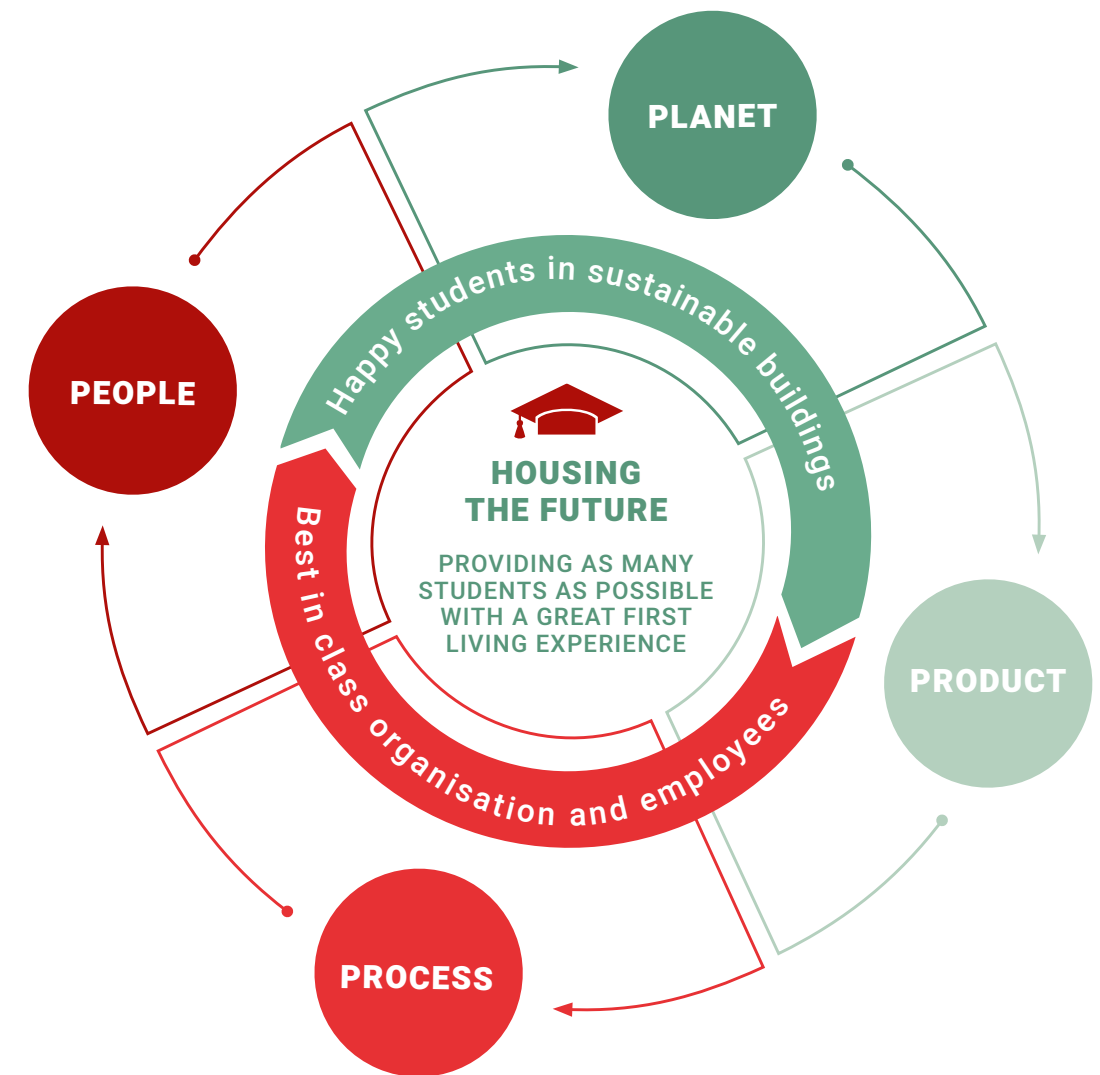 PLANET
Happy students in sustainable buildings
PEOPLE
HOUSING
THE FUTURE
PROVIDING AS MANY
STUDENTS AS POSSIBLE
WITH A GREAT FIRST
LIVING EXPERIENCE
PRODUCT
Best in class organisation and employees
PROCESS